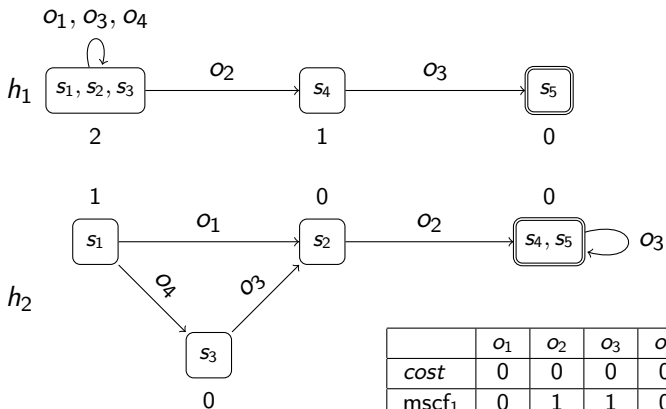 o₁, o₃, o₄
h₁ s₁, s₂, s₃ o₂ s₄ o₃ s₅
2 1 0
1 0 0
s₁ o₁ s₂ o₂ s₄, s₅ o₃
o₄ o₃
h₂
s₃
0
o₁ o₂ o₃
cost 0 0 0 0
mscf₁ 0 1 1